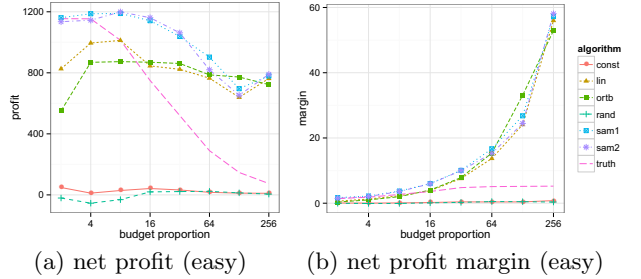 1200
800
400
0
profit
4
16
64
256
budget proportion
(a) net profit (easy)
60
40
20
0
margin
4
16
64
256
budget proportion
(b) net profit margin (easy)
algorithm
const
lin
ortb
rand
sam1
sam2
truth